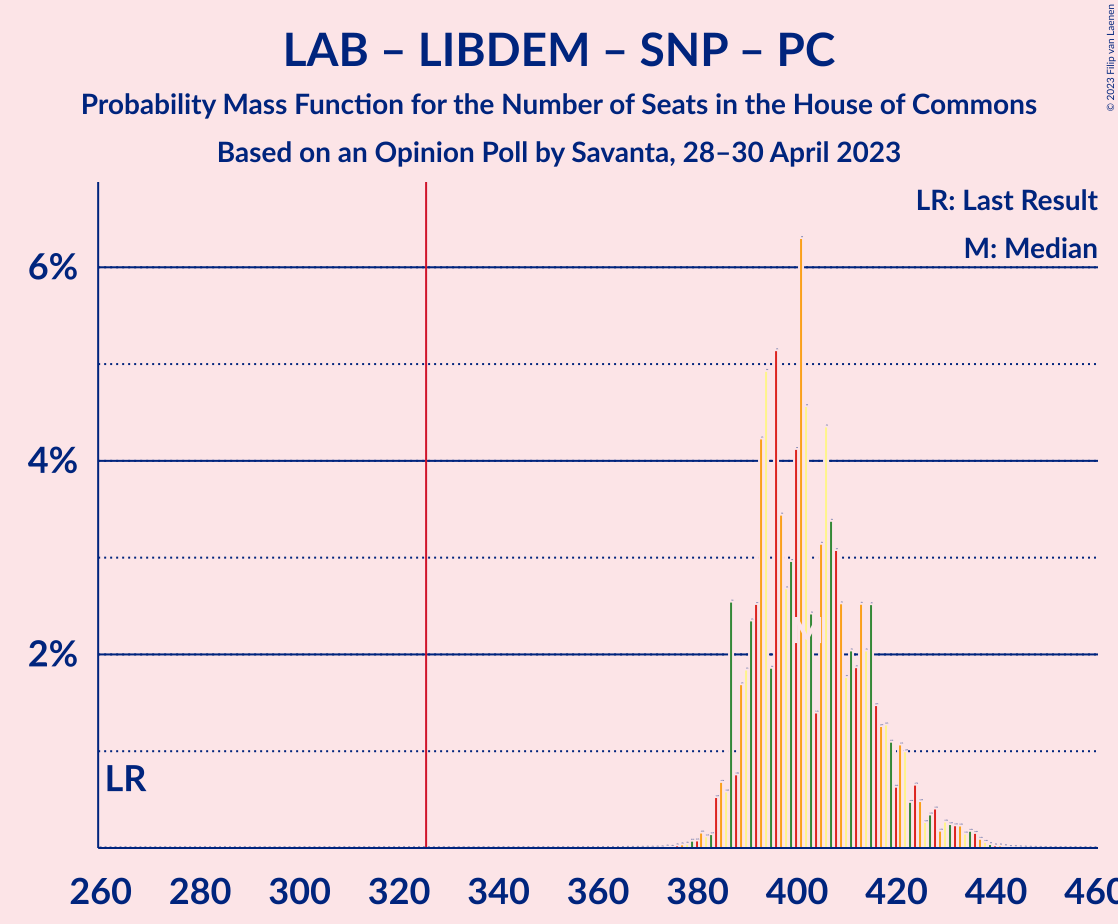 LAB – LIBDEM – SNP – PC
Probability Mass Function for the Number of Seats in the House of Commons
Based on an Opinion Poll by Savanta, 28–30 April 2023
© 2023 Filip van Laenen
LR: Last Result
M: Median
6%
4%
2%
LR
M
260 280 300 320 340 360 380 400 420 440 460